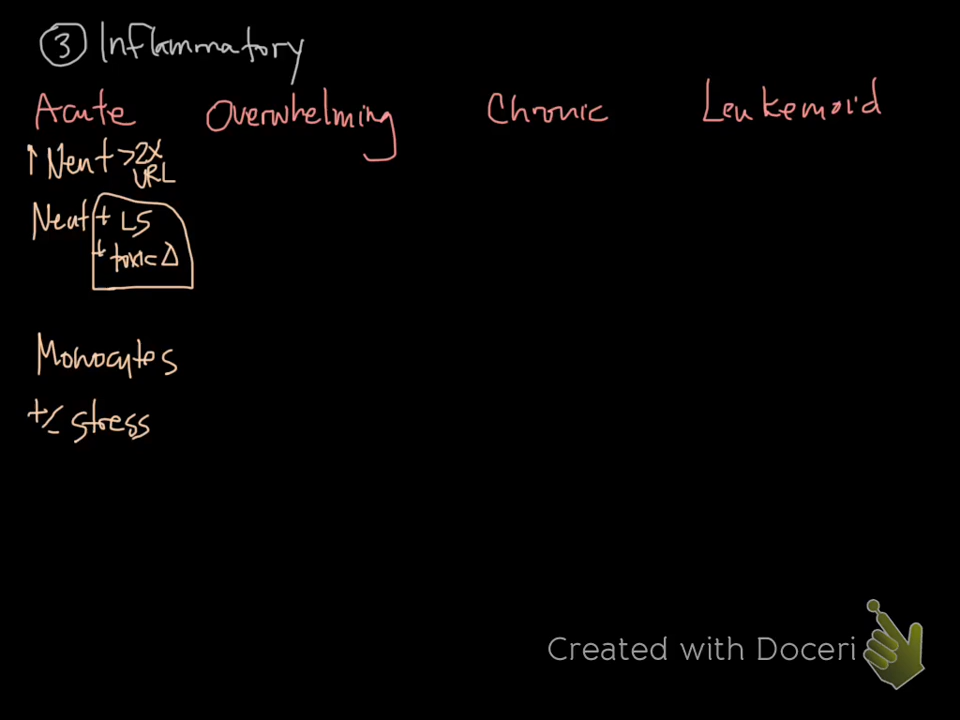 ③ Inflammatory
Acute Overwhelming Chronic Leukemoid
↑ Neut >2X
URL
Neut + LS
+ toxic Δ
Monocytes
+/- stress
Created with Doceri